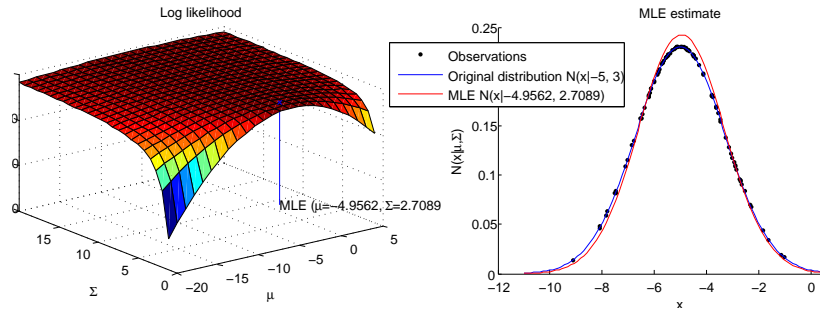 Log likelihood
0
0
0
15
10
5
0
Σ
−20
−15
−10
−5
0
5
μ
MLE (μ=−4.9562, Σ=2.7089
MLE estimate
Observations
Original distribution N(x|−5, 3)
MLE N(x|−4.9562, 2.7089)
0.25
0.15
0.1
0.05
0
N(x|μ,Σ)
−12
−10
−8
−6
−4
−2
0
x